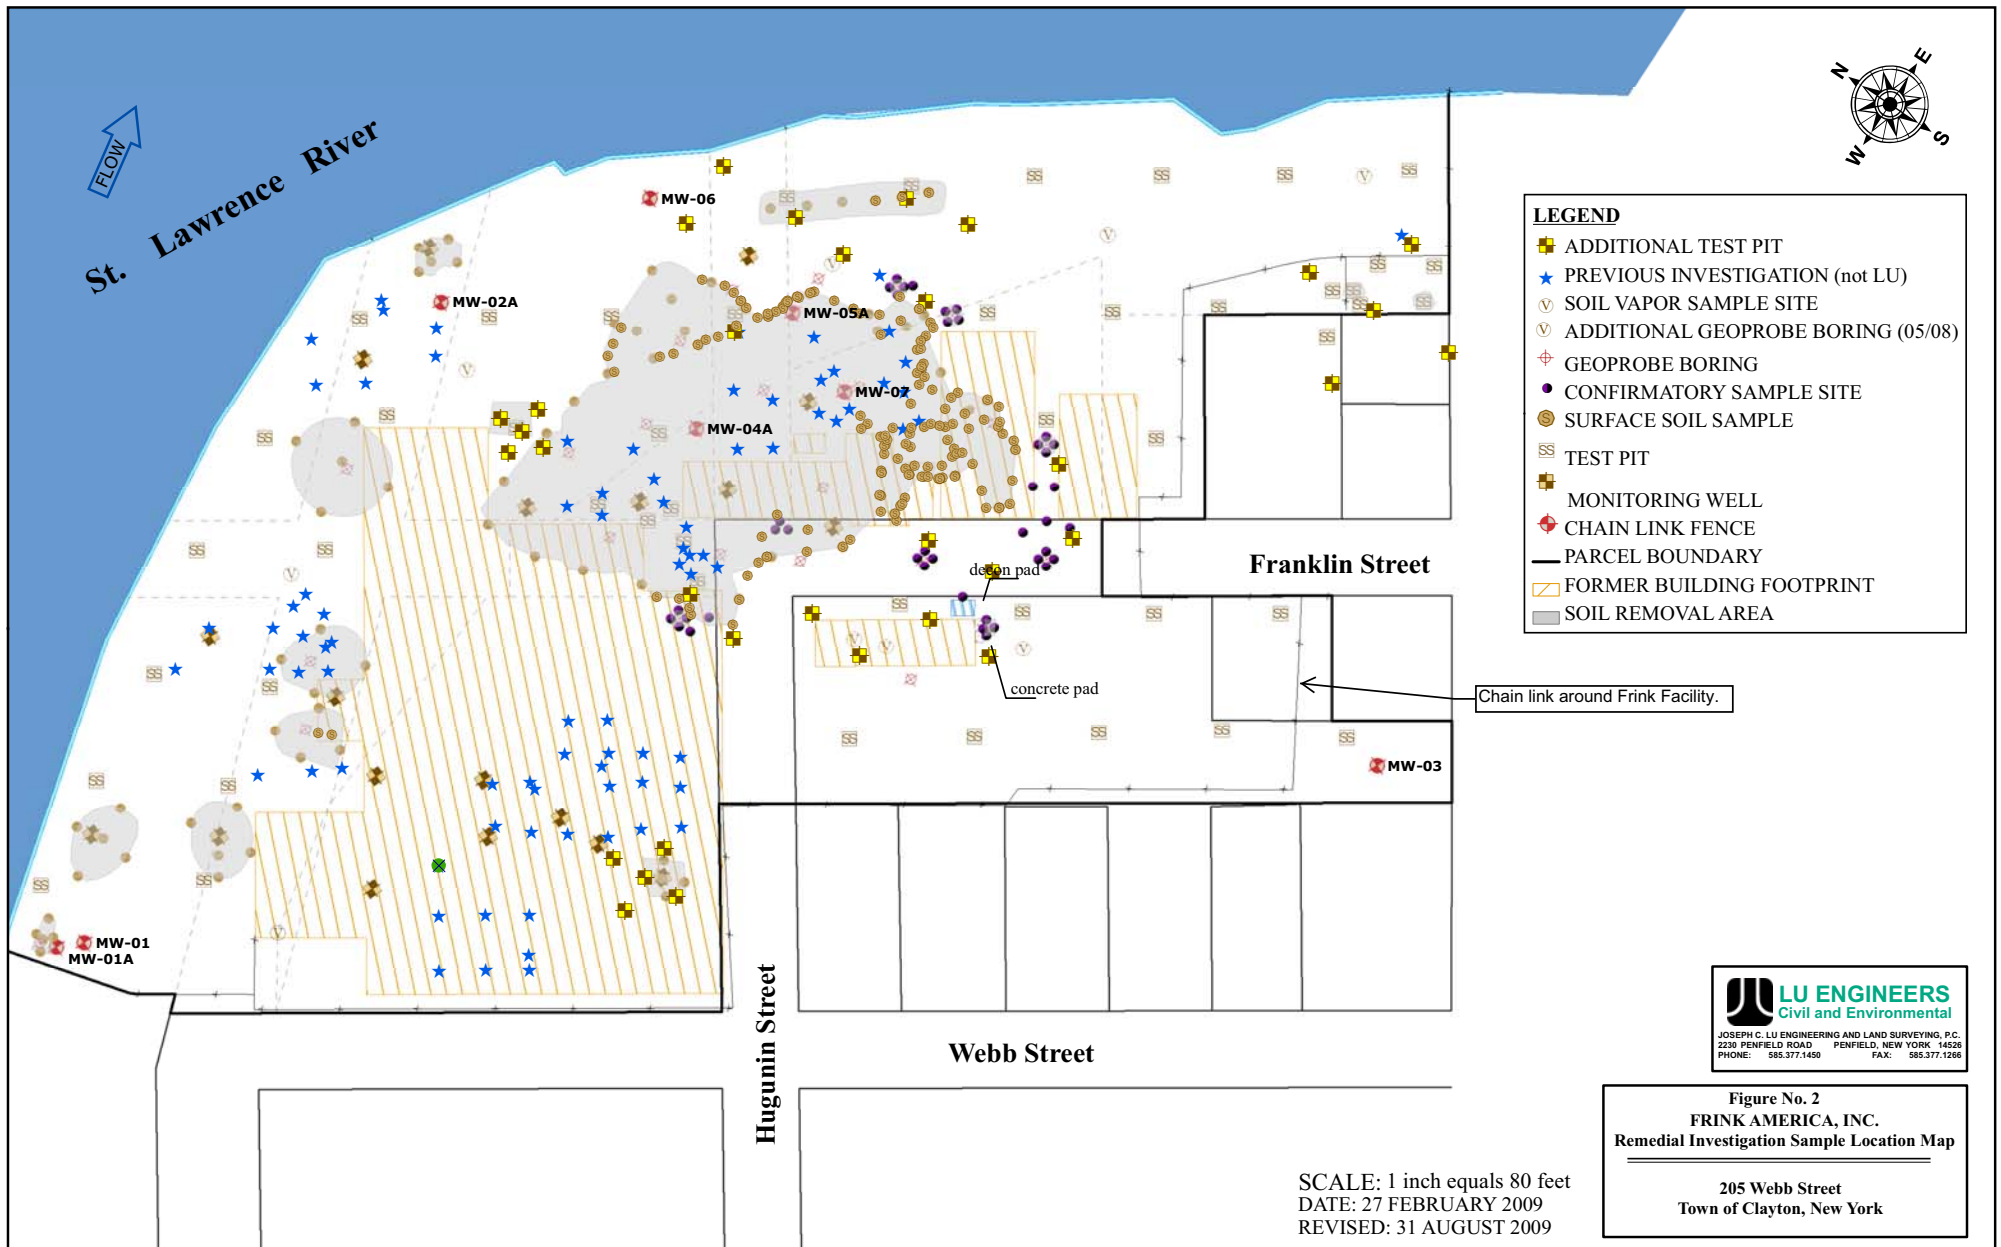 FLOW
St. Lawrence River
N
E
S
W
MW-06
MW-02A
MW-05A
MW-07
MW-04A
MW-03
MW-01
MW-01A
decon pad
concrete pad
Franklin Street
Hugunin Street
Webb Street
Chain link around Frink Facility.
LEGEND
ADDITIONAL TEST PIT
PREVIOUS INVESTIGATION (not LU)
SOIL VAPOR SAMPLE SITE
ADDITIONAL GEOPROBE BORING (05/08)
GEOPROBE BORING
CONFIRMATORY SAMPLE SITE
SURFACE SOIL SAMPLE
TEST PIT
MONITORING WELL
CHAIN LINK FENCE
PARCEL BOUNDARY
FORMER BUILDING FOOTPRINT
SOIL REMOVAL AREA
LU ENGINEERS
Civil and Environmental
JOSEPH C. LU ENGINEERING AND LAND SURVEYING, P.C.
2230 PENFIELD ROAD PENFIELD, NEW YORK 14526
PHONE: 585.377.1450 FAX: 585.377.1266
Figure No. 2
FRINK AMERICA, INC.
Remedial Investigation Sample Location Map
205 Webb Street
Town of Clayton, New York
SCALE: 1 inch equals 80 feet
DATE: 27 FEBRUARY 2009
REVISED: 31 AUGUST 2009